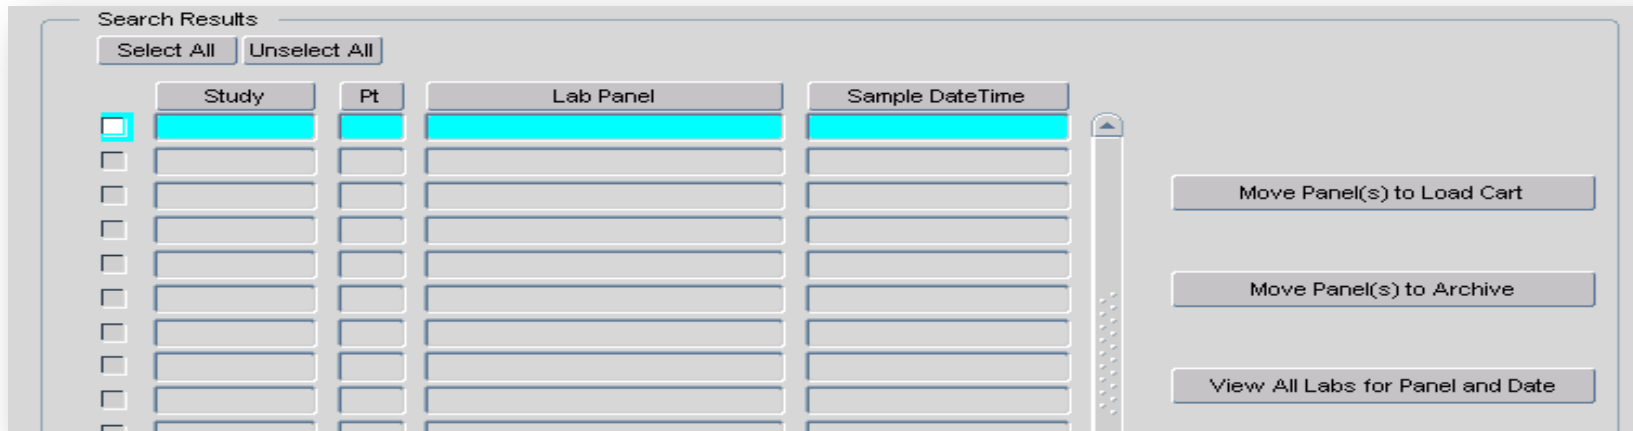 Search Results
Select All Unselect All
Study Pt Lab Panel Sample DateTime
Move Panel(s) to Load Cart
Move Panel(s) to Archive
View All Labs for Panel and Date